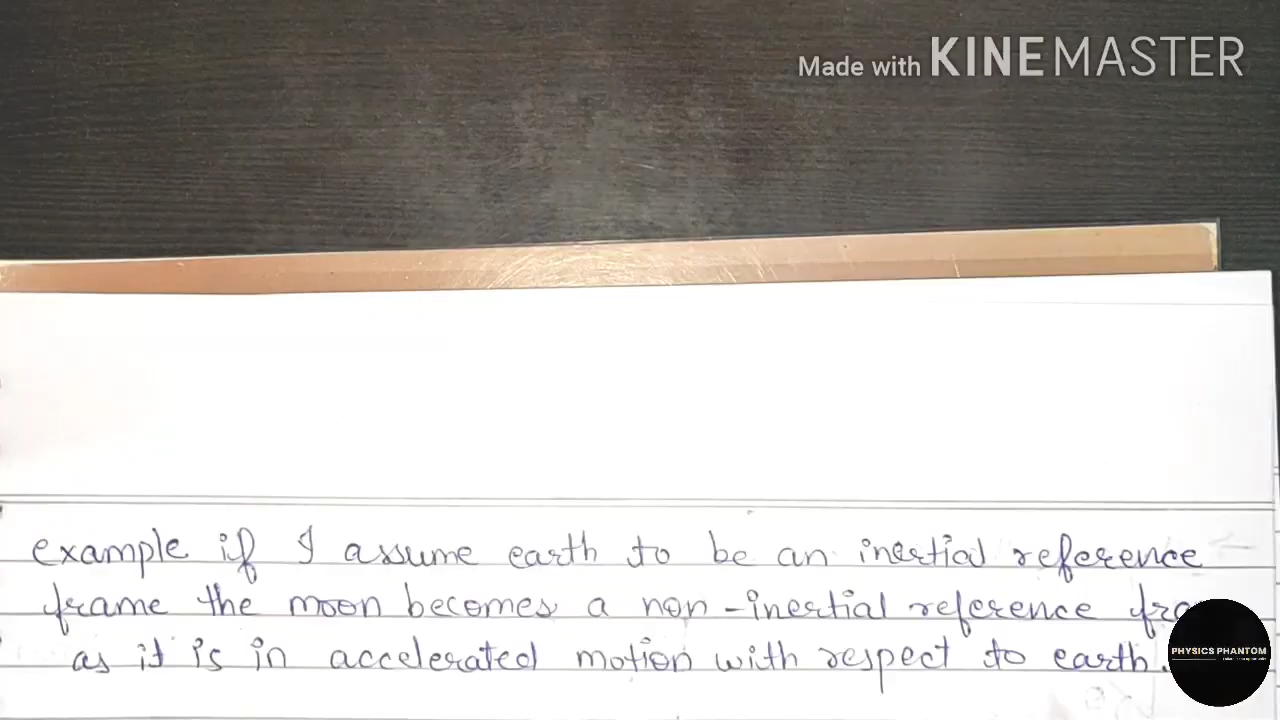 Made with KINEMASTER
example if I assume earth to be an inertial reference
frame the moon becomes a non-inertial reference
as it is in accelerated motion with respect to earth.
PHYSICS PHANTOM